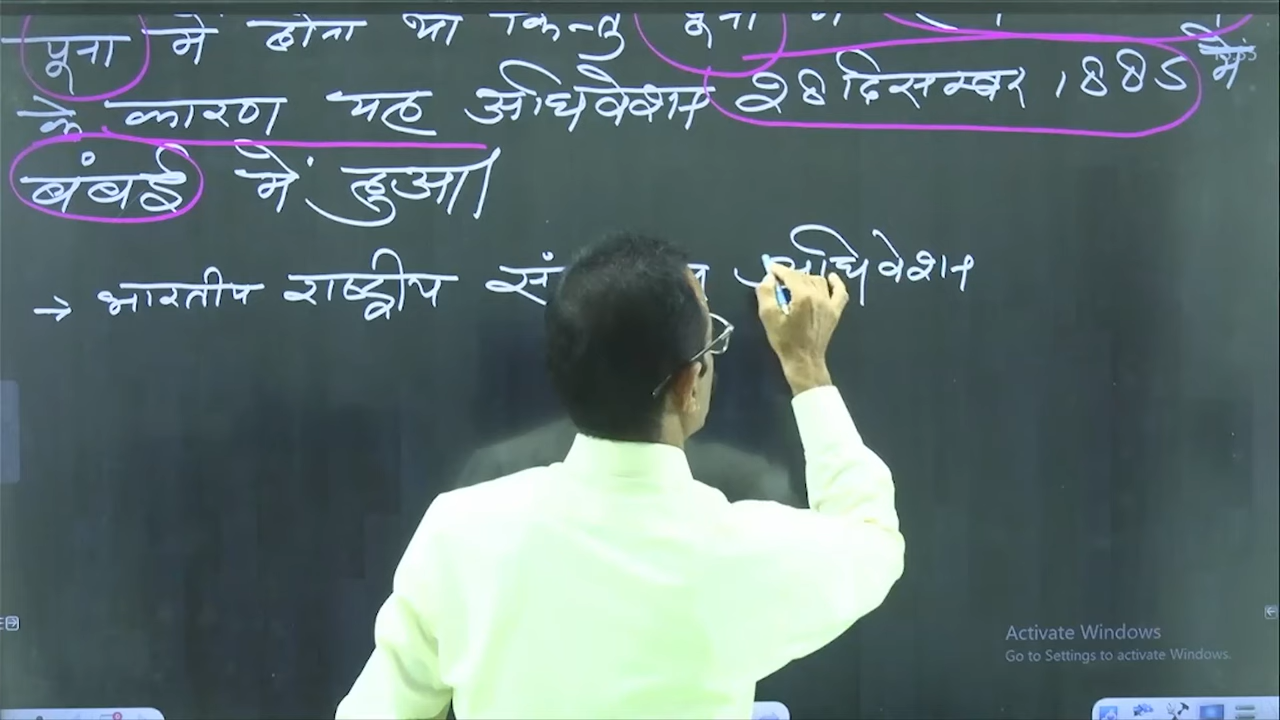 पूना में होना था किन्तु पूना में
के कारण यह अधिवेशन 28 दिसम्बर 1885 में
बंबई में हुआ।
→ भारतीय राष्ट्रीय अधिवेशन
Activate Windows
Go to Settings to activate Windows.